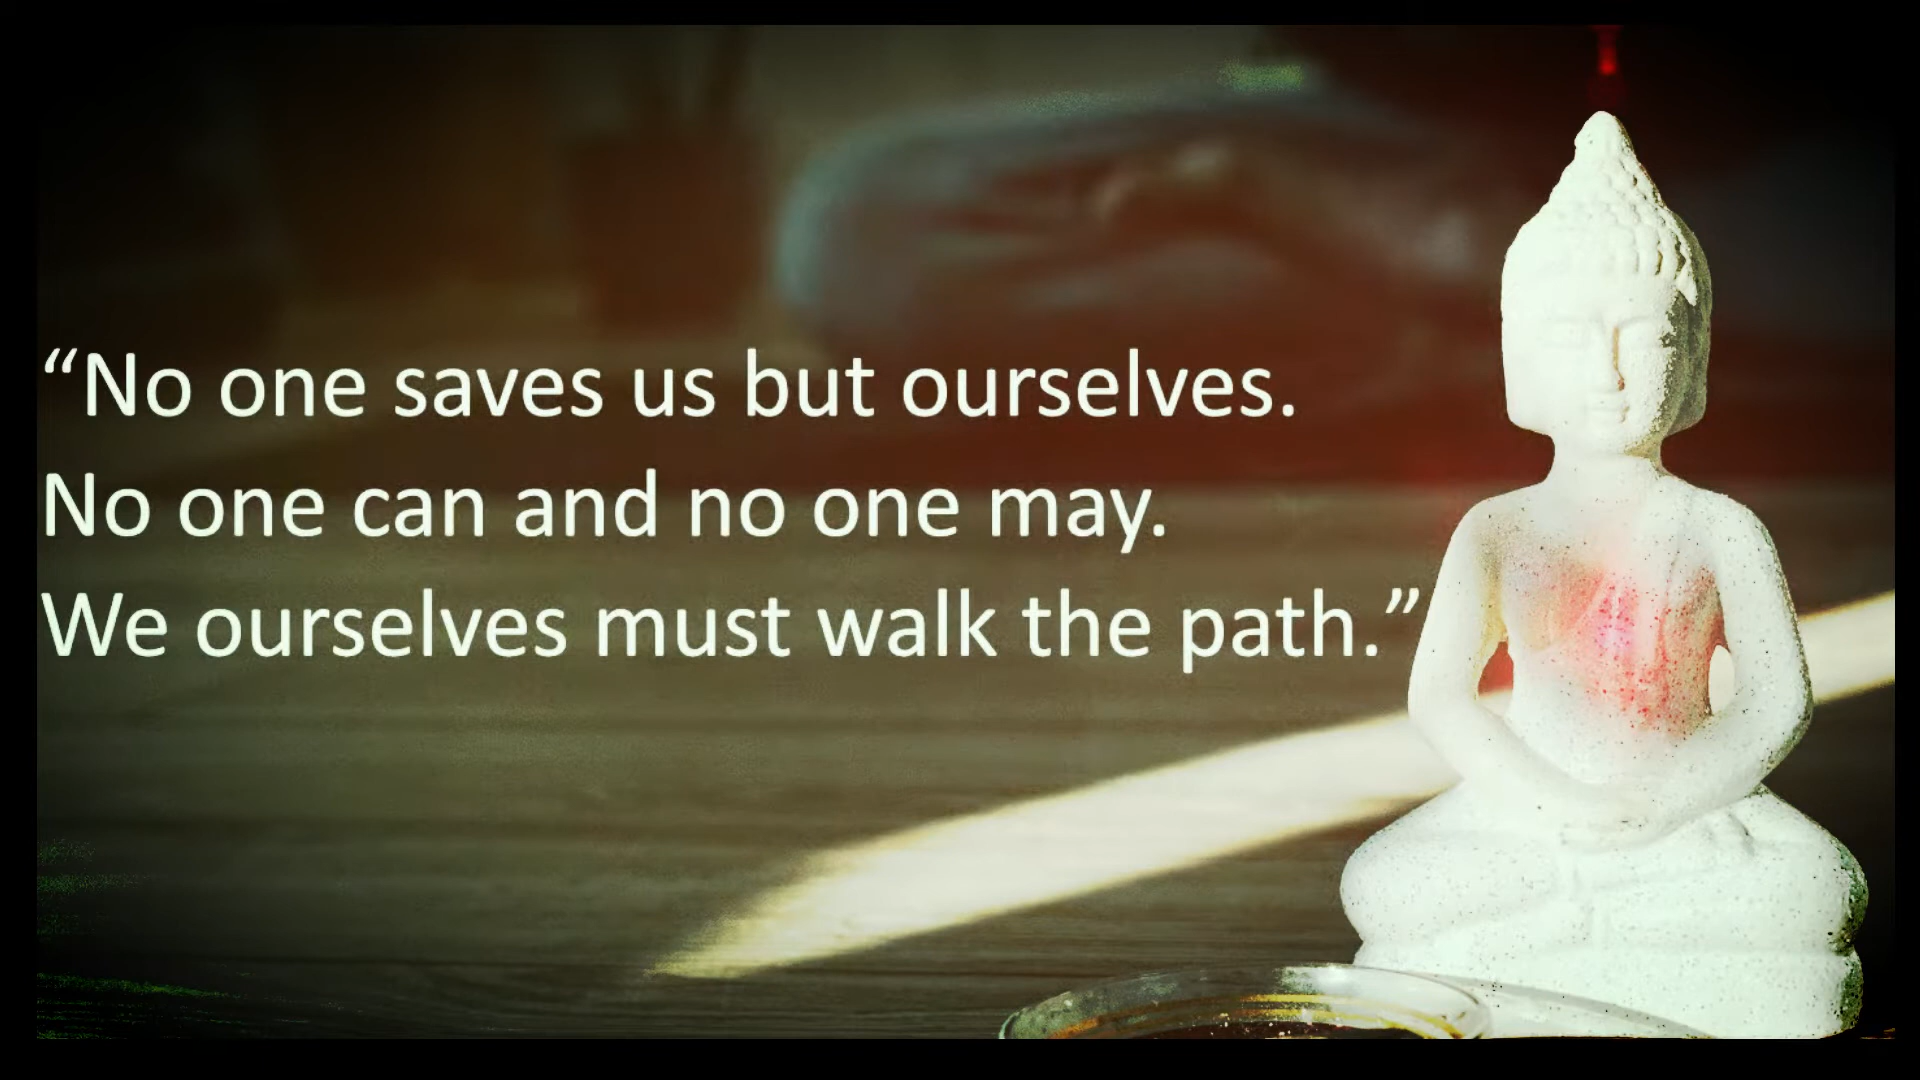 “No one saves us but ourselves.
No one can and no one may.
We ourselves must walk the path.”